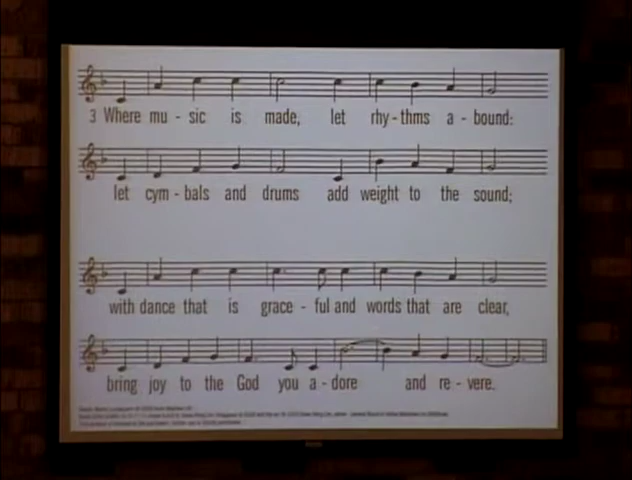 3 Where mu - sic is made, let rhy - thms a - bound:
let cym - bals and drums add weight to the sound;
with dance that is grace - ful and words that are clear,
bring joy to the God you a - dore and re - vere.